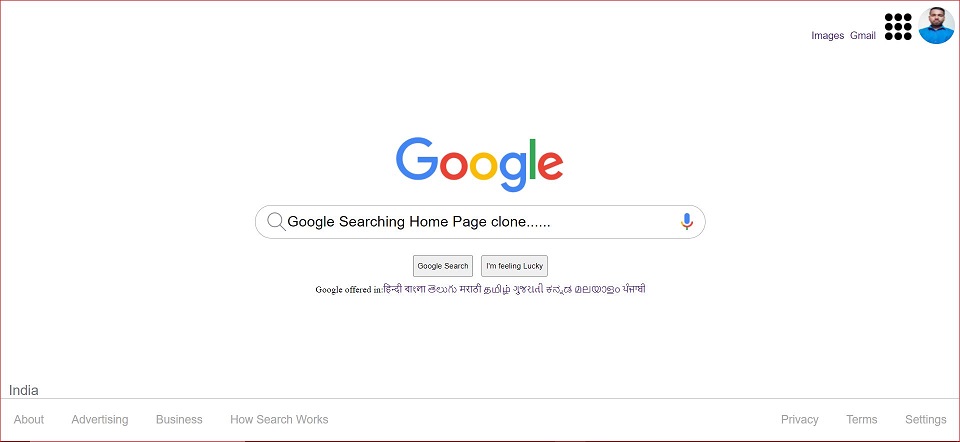 Images Gmail
Google
Google Searching Home Page clone......
Google Search I'm feeling Lucky
Google offered in:हिन्दी বাংলা తెలుగు मराठी தமிழ் ગુજરાતી ಕನ್ನಡ മലയാളം ਪੰਜਾਬੀ
India
About Advertising Business How Search Works Privacy Terms Settings